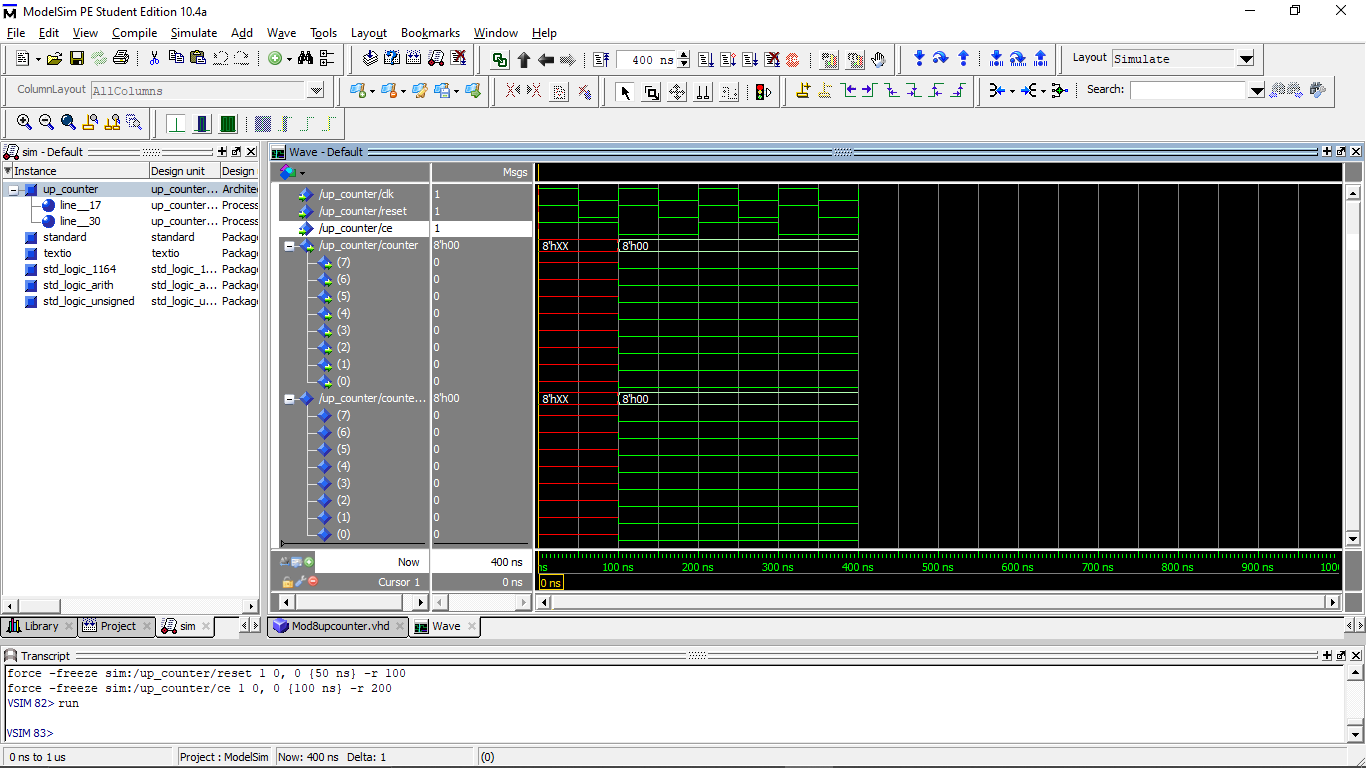 ModelSim PE Student Edition 10.4a
File Edit View Compile Simulate Add Wave Tools Layout Bookmarks Window Help
400 ns
Layout Simulate
ColumnLayout AllColumns
Search:
sim - Default
Wave - Default
Instance Design unit Design
Msgs
up_counter up_counter... Archite
line__17 up_counter... Process
line__30 up_counter... Process
standard standard Packag
textio textio Packag
std_logic_1164 std_logic_1... Packag
std_logic_arith std_logic_a... Packag
std_logic_unsigned std_logic_u... Packag
/up_counter/clk 1
/up_counter/reset 1
/up_counter/ce 1
/up_counter/counter 8'h00 8'hXX 8'h00
(7) 0
(6) 0
(5) 0
(4) 0
(3) 0
(2) 0
(1) 0
(0) 0
/up_counter/counte... 8'h00 8'hXX 8'h00
(7) 0
(6) 0
(5) 0
(4) 0
(3) 0
(2) 0
(1) 0
(0) 0
Now 400 ns
ns 100 ns 200 ns 300 ns 400 ns 500 ns 600 ns 700 ns 800 ns 900 ns 100
Cursor 1 0 ns 0 ns
Library Project sim
Mod8upcounter.vhd Wave
Transcript
force -freeze sim:/up_counter/reset 1 0, 0 {50 ns} -r 100
force -freeze sim:/up_counter/ce 1 0, 0 {100 ns} -r 200
VSIM 82> run
VSIM 83>
0 ns to 1 us Project : ModelSim Now: 400 ns Delta: 1 (0)